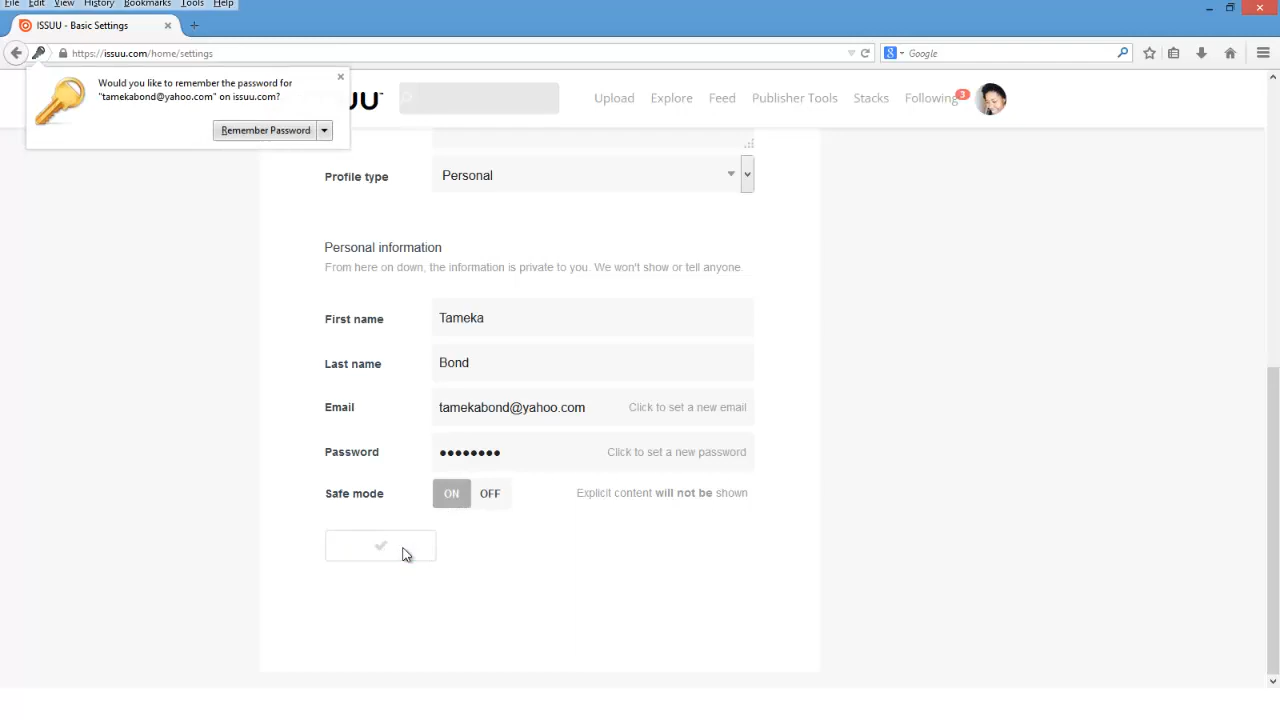 File Edit View History Bookmarks Tools Help
ISSUU - Basic Settings
https://issuu.com/home/settings
Google
Would you like to remember the password for
"tamekabond@yahoo.com" on issuu.com?
Remember Password
Upload Explore Feed Publisher Tools Stacks Following 3
Profile type Personal
Personal information
From here on down, the information is private to you. We won't show or tell anyone.
First name Tameka
Last name Bond
Email tamekabond@yahoo.com Click to set a new email
Password •••••••• Click to set a new password
Safe mode ON OFF Explicit content will not be shown